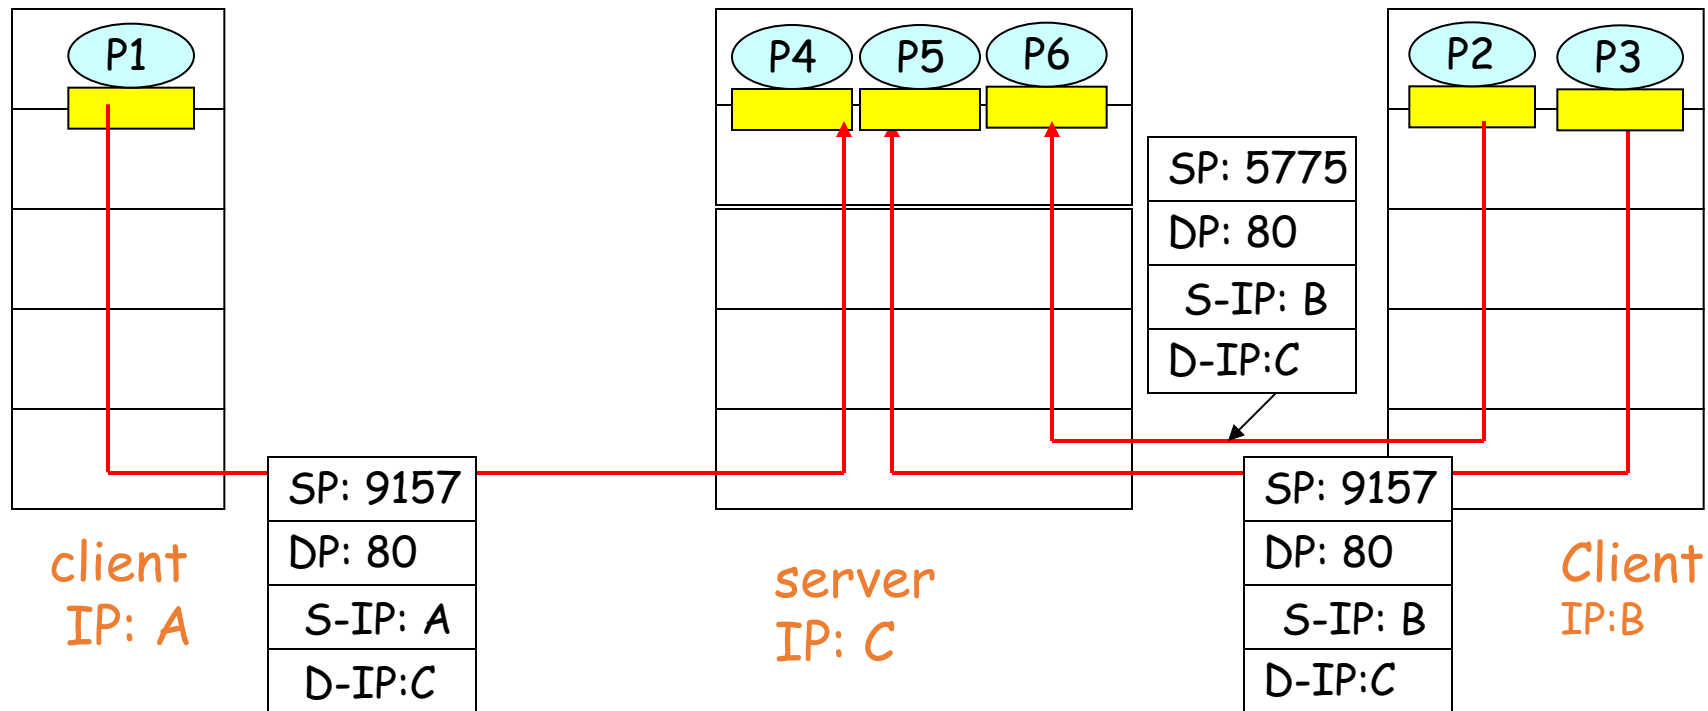 P1
P4
P5
P6
P2
P3
SP: 5775
DP: 80
S-IP: B
D-IP:C
SP: 9157
DP: 80
S-IP: A
D-IP:C
SP: 9157
DP: 80
S-IP: B
D-IP:C
client
IP: A
server
IP: C
Client
IP:B